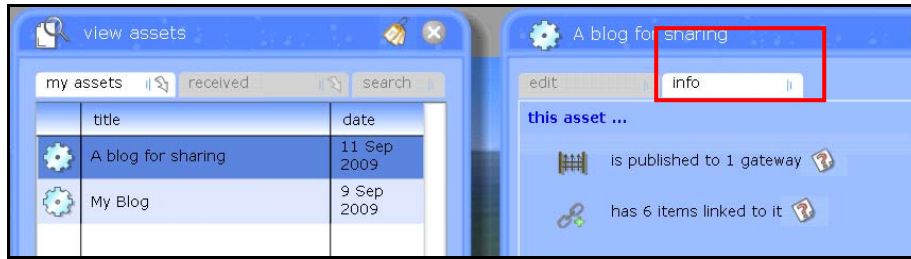 view assets
my assets received search
title date
A blog for sharing 11 Sep 2009
My Blog 9 Sep 2009
A blog for sharing
edit info
this asset ...
is published to 1 gateway
has 6 items linked to it